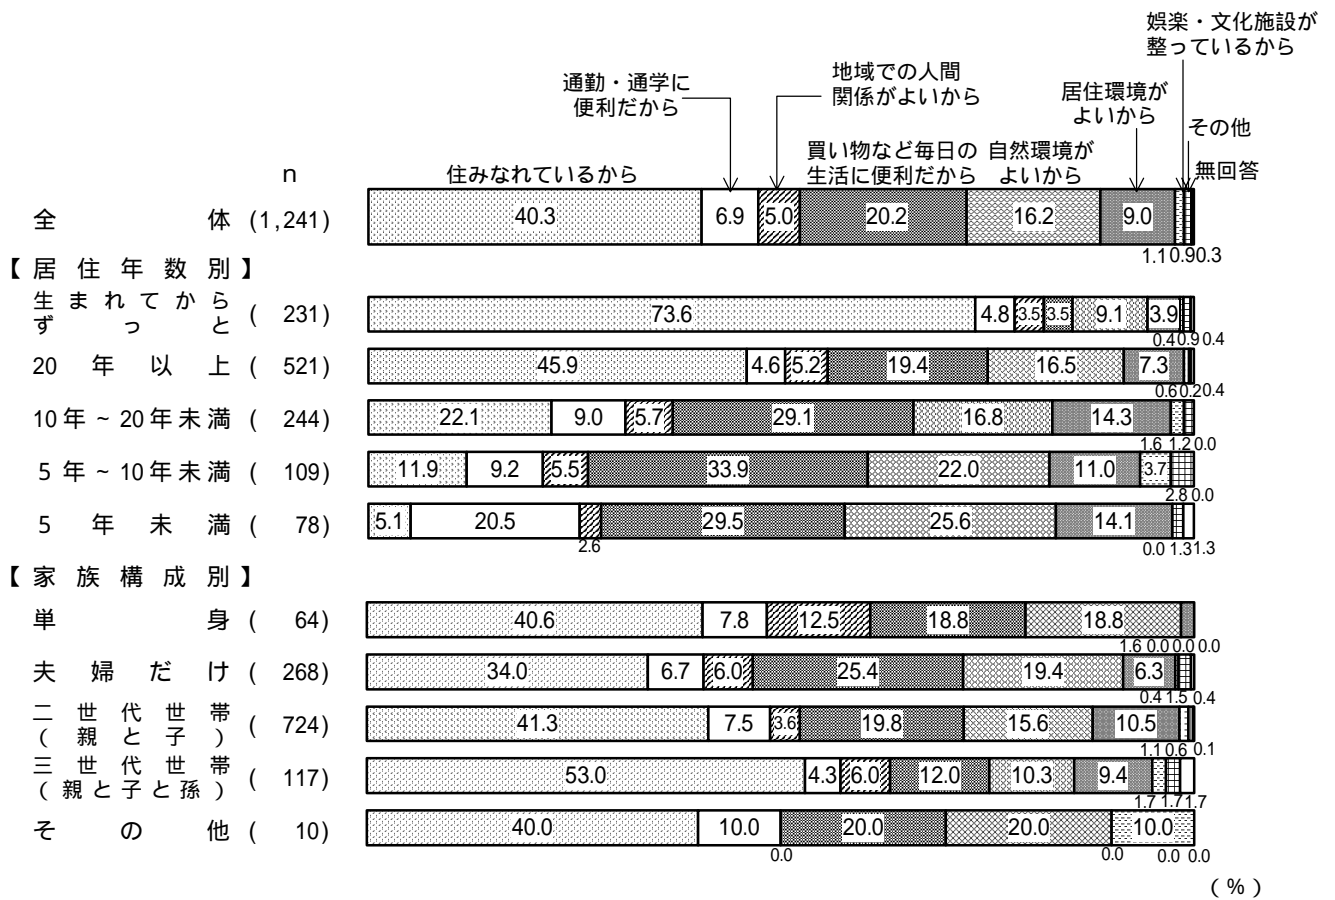 娯楽・文化施設が
整っているから
地域での人間
関係がよいから
通勤・通学に
便利だから
居住環境が
よいから
その他
買い物など毎日の
生活に便利だから
自然環境が
よいから
無回答
n
住みなれているから
全体 (1,241) 40.3 6.9 5.0 20.2 16.2 9.0
1.1 0.9 0.3
【居住年数別】
生まれてから
ずっと ( 231) 73.6 4.8 3.5 3.5 9.1 3.9
0.4 0.9 0.4
20年以上 ( 521) 45.9 4.6 5.2 19.4 16.5 7.3
0.6 0.2 0.4
10年~20年未満 ( 244) 22.1 9.0 5.7 29.1 16.8 14.3
1.6 1.2 0.0
5年~10年未満 ( 109) 11.9 9.2 5.5 33.9 22.0 11.0 3.7
2.8 0.0
5年未満 ( 78) 5.1 20.5 29.5 25.6 14.1
2.6 0.0 1.3 1.3
【家族構成別】
単身 ( 64) 40.6 7.8 12.5 18.8 18.8
1.6 0.0 0.0 0.0
夫婦だけ ( 268) 34.0 6.7 6.0 25.4 19.4 6.3
0.4 1.5 0.4
二世代世帯
(親と子) ( 724) 41.3 7.5 3.6 19.8 15.6 10.5
1.1 0.6 0.1
三世代世帯
(親と子と孫) ( 117) 53.0 4.3 6.0 12.0 10.3 9.4
1.7 1.7 1.7
その他 ( 10) 40.0 10.0 20.0 20.0 10.0
0.0 0.0 0.0 0.0
(%)